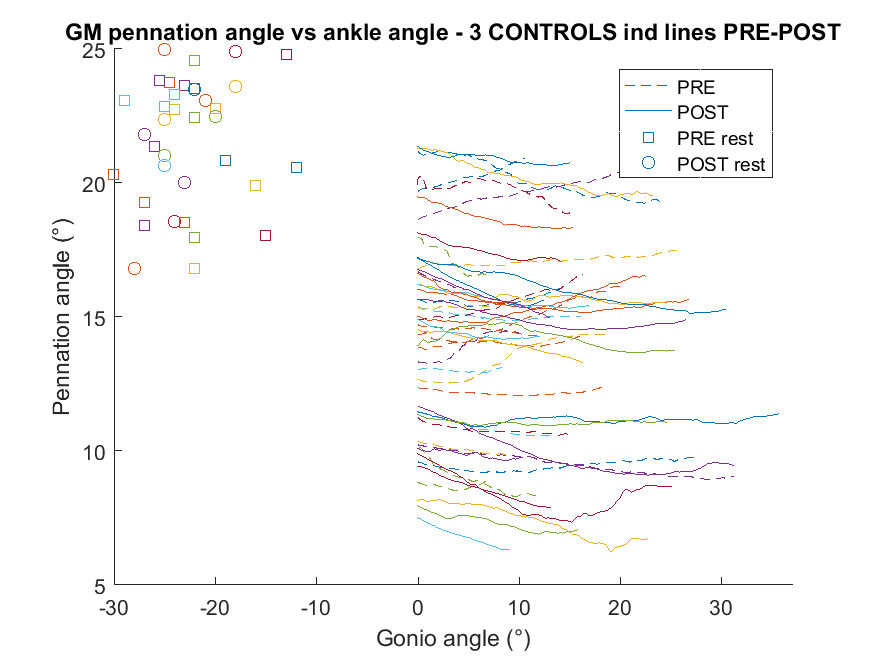 GM pennation angle vs ankle angle - 3 CONTROLS ind lines PRE-POST
25
20
15
10
5
Pennation angle (°)
PRE
POST
PRE rest
POST rest
-30 -20 -10 0 10 20 30
Gonio angle (°)